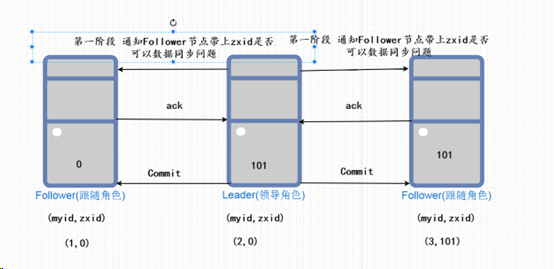 第一阶段 通知Follower节点带上zxid是否
可以数据同步问题
第一阶段 通知Follower节点带上zxid是否
可以数据同步问题
ack
ack
0
101
101
Commit
Commit
Follower(跟随角色)
Leader(领导角色)
Follower(跟随角色)
(myid,zxid)
(myid,zxid)
(myid,zxid)
(1,0)
(2,0)
(3,101)